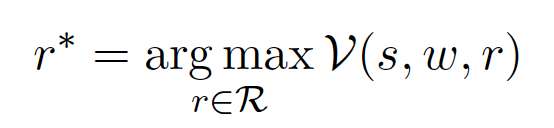 r* = arg max 𝒱(s, w, r)
r∈ℛ